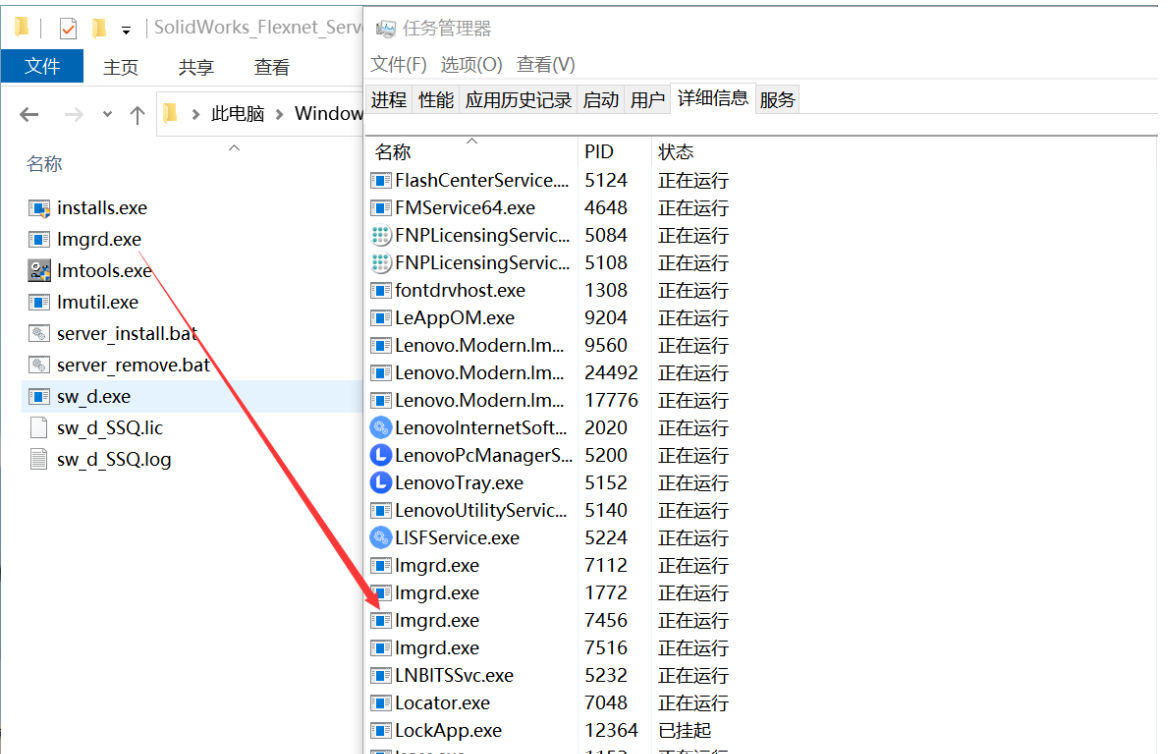 SolidWorks_Flexnet_Serv
文件
主页
共享
查看
此电脑
Window
名称
installs.exe
lmgrd.exe
lmtools.exe
lmutil.exe
server_install.bat
server_remove.bat
sw_d.exe
sw_d_SSQ.lic
sw_d_SSQ.log
任务管理器
文件(F) 选项(O) 查看(V)
进程 性能 应用历史记录 启动 用户 详细信息 服务
名称 PID 状态
FlashCenterService.... 5124 正在运行
FMService64.exe 4648 正在运行
FNPLicensingServic... 5084 正在运行
FNPLicensingServic... 5108 正在运行
fontdrvhost.exe 1308 正在运行
LeAppOM.exe 9204 正在运行
Lenovo.Modern.Im... 9560 正在运行
Lenovo.Modern.Im... 24492 正在运行
Lenovo.Modern.Im... 17776 正在运行
LenovoInternetSoft... 2020 正在运行
LenovoPcManagerS... 5200 正在运行
LenovoTray.exe 5152 正在运行
LenovoUtilityServic... 5140 正在运行
LISFService.exe 5224 正在运行
lmgrd.exe 7112 正在运行
lmgrd.exe 1772 正在运行
lmgrd.exe 7456 正在运行
lmgrd.exe 7516 正在运行
LNBITSSvc.exe 5232 正在运行
Locator.exe 7048 正在运行
LockApp.exe 12364 已挂起